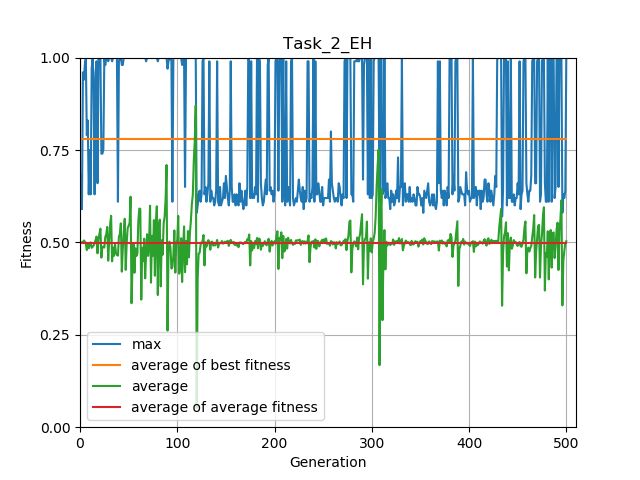 Task_2_EH
1.00
0.75
0.50
0.25
0.00
Fitness
max
average of best fitness
average
average of average fitness
0 100 200 300 400 500
Generation